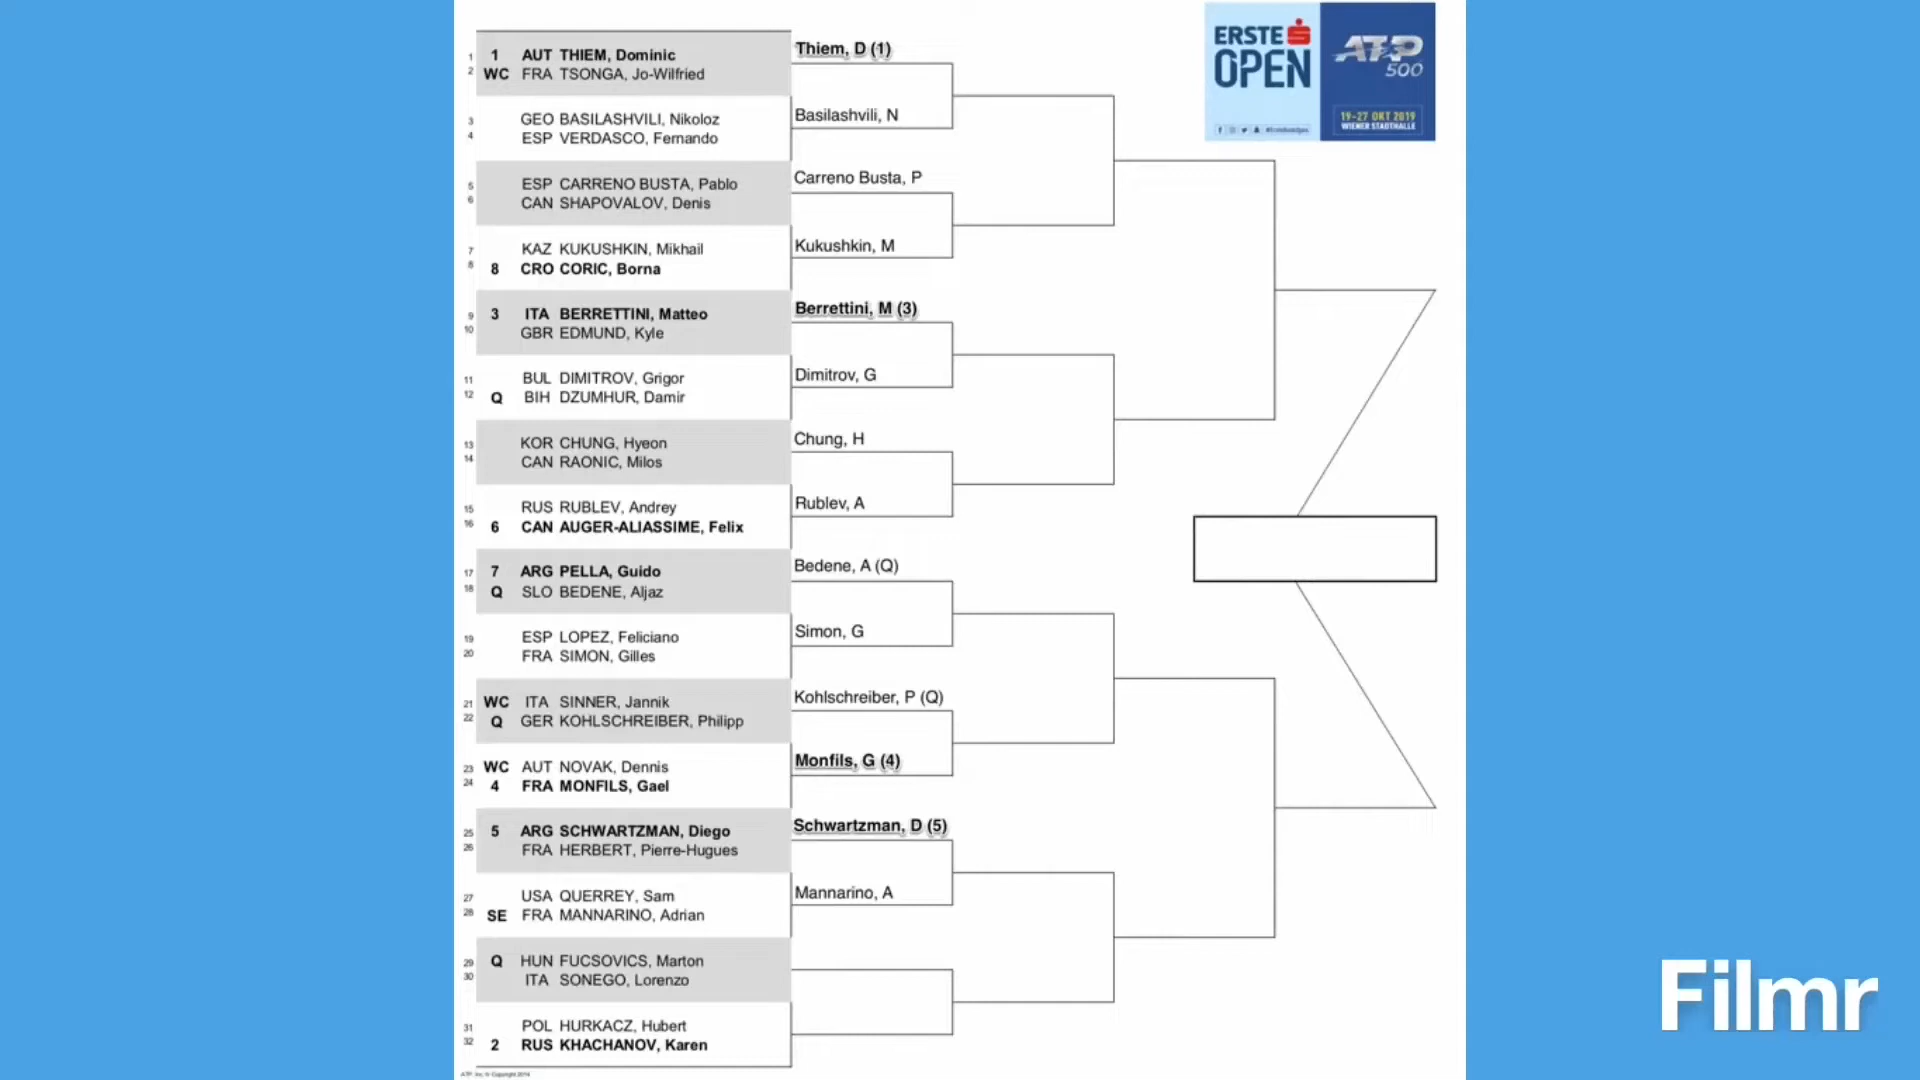 ERSTE
OPEN
ATP
500
19-27 OKT 2019
WIENER STADTHALLE
1 1 AUT THIEM, Dominic
2 WC FRA TSONGA, Jo-Wilfried
Thiem, D (1)
3 GEO BASILASHVILI, Nikoloz
4 ESP VERDASCO, Fernando
Basilashvili, N
5 ESP CARRENO BUSTA, Pablo
6 CAN SHAPOVALOV, Denis
Carreno Busta, P
7 KAZ KUKUSHKIN, Mikhail
8 8 CRO CORIC, Borna
Kukushkin, M
9 3 ITA BERRETTINI, Matteo
10 GBR EDMUND, Kyle
Berrettini, M (3)
11 BUL DIMITROV, Grigor
12 Q BIH DZUMHUR, Damir
Dimitrov, G
13 KOR CHUNG, Hyeon
14 CAN RAONIC, Milos
Chung, H
15 RUS RUBLEV, Andrey
16 6 CAN AUGER-ALIASSIME, Felix
Rublev, A
17 7 ARG PELLA, Guido
18 Q SLO BEDENE, Aljaz
Bedene, A (Q)
19 ESP LOPEZ, Feliciano
20 FRA SIMON, Gilles
Simon, G
21 WC ITA SINNER, Jannik
22 Q GER KOHLSCHREIBER, Philipp
Kohlschreiber, P (Q)
23 WC AUT NOVAK, Dennis
24 4 FRA MONFILS, Gael
Monfils, G (4)
25 5 ARG SCHWARTZMAN, Diego
26 FRA HERBERT, Pierre-Hugues
Schwartzman, D (5)
27 USA QUERREY, Sam
28 SE FRA MANNARINO, Adrian
Mannarino, A
29 Q HUN FUCSOVICS, Marton
30 ITA SONEGO, Lorenzo
31 POL HURKACZ, Hubert
32 2 RUS KHACHANOV, Karen
Filmr